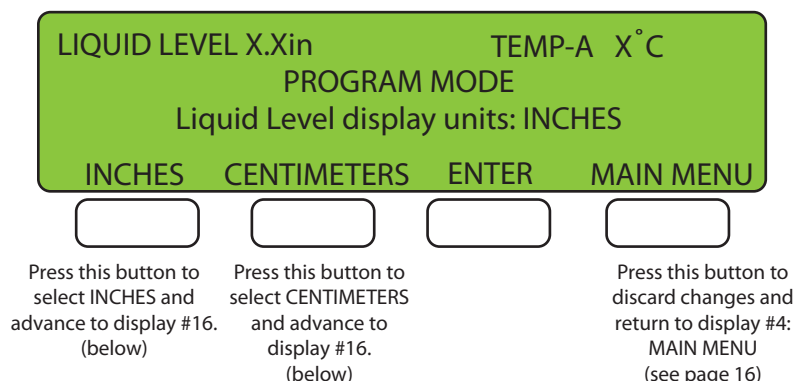 LIQUID LEVEL X.Xin TEMP-A X°C
PROGRAM MODE
Liquid Level display units: INCHES
INCHES CENTIMETERS ENTER MAIN MENU
Press this button to
select INCHES and
advance to display #16.
(below)
Press this button to
select CENTIMETERS
and advance to
display #16.
(below)
Press this button to
discard changes and
return to display #4:
MAIN MENU
(see page 16)